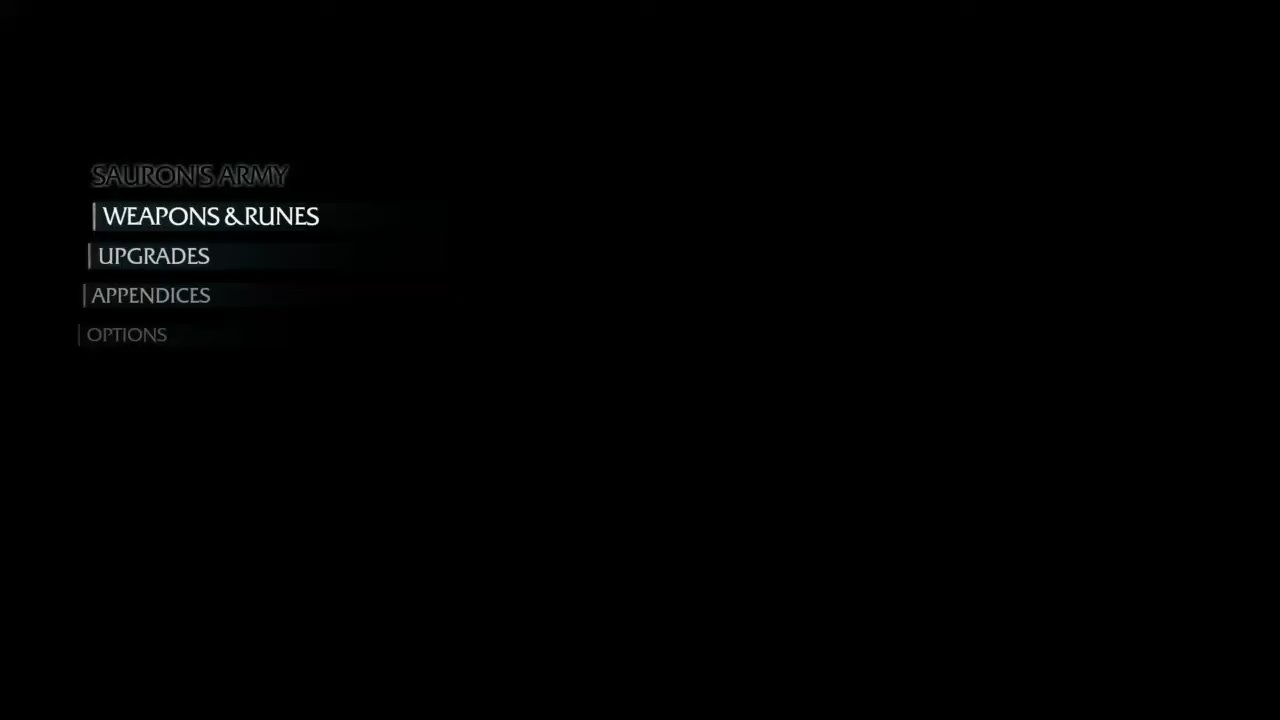 SAURON'S ARMY
WEAPONS & RUNES
UPGRADES
APPENDICES
OPTIONS